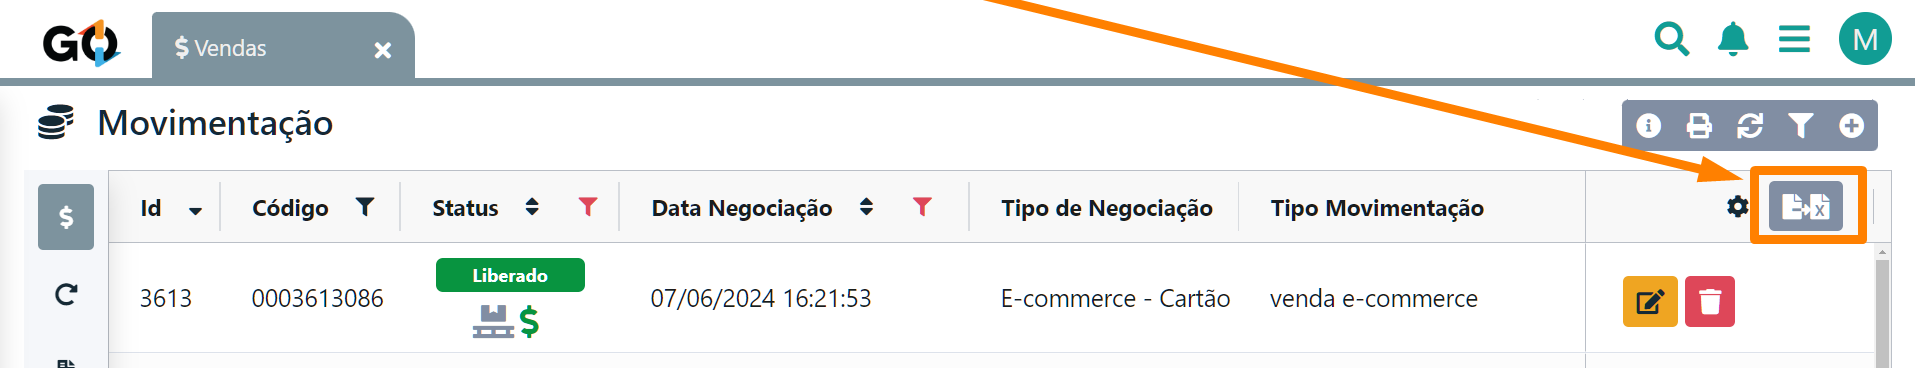 GO
$ Vendas
M
Movimentação
Id
Código
Status
Data Negociação
Tipo de Negociação
Tipo Movimentação
3613
0003613086
Liberado
$
07/06/2024 16:21:53
E-commerce - Cartão
venda e-commerce